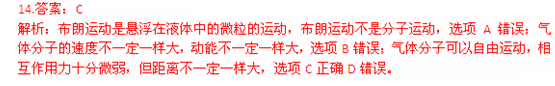 14.答案：C
解析：布朗运动是悬浮在液体中的微粒的运动，布朗运动不是分子运动，选项 A 错误；气
体分子的速度不一定一样大，动能不一定一样大，选项 B 错误；气体分子可以自由运动，相
互作用力十分微弱，但距离不一定一样大，选项 C 正确 D 错误。